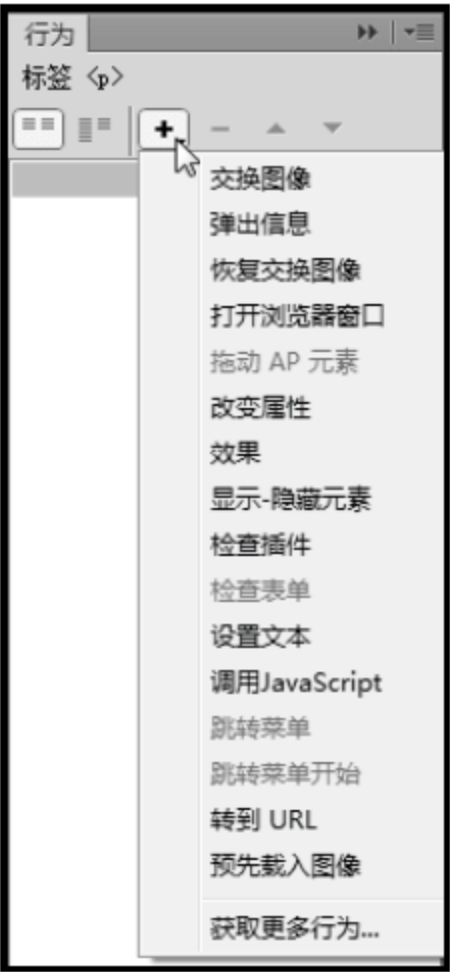 行为
标签 <p>
交换图像
弹出信息
恢复交换图像
打开浏览器窗口
拖动 AP 元素
改变属性
效果
显示-隐藏元素
检查插件
检查表单
设置文本
调用JavaScript
跳转菜单
跳转菜单开始
转到 URL
预先载入图像
获取更多行为...